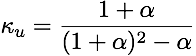 κ_u = \frac{1 + α}{(1 + α)^2 − α}